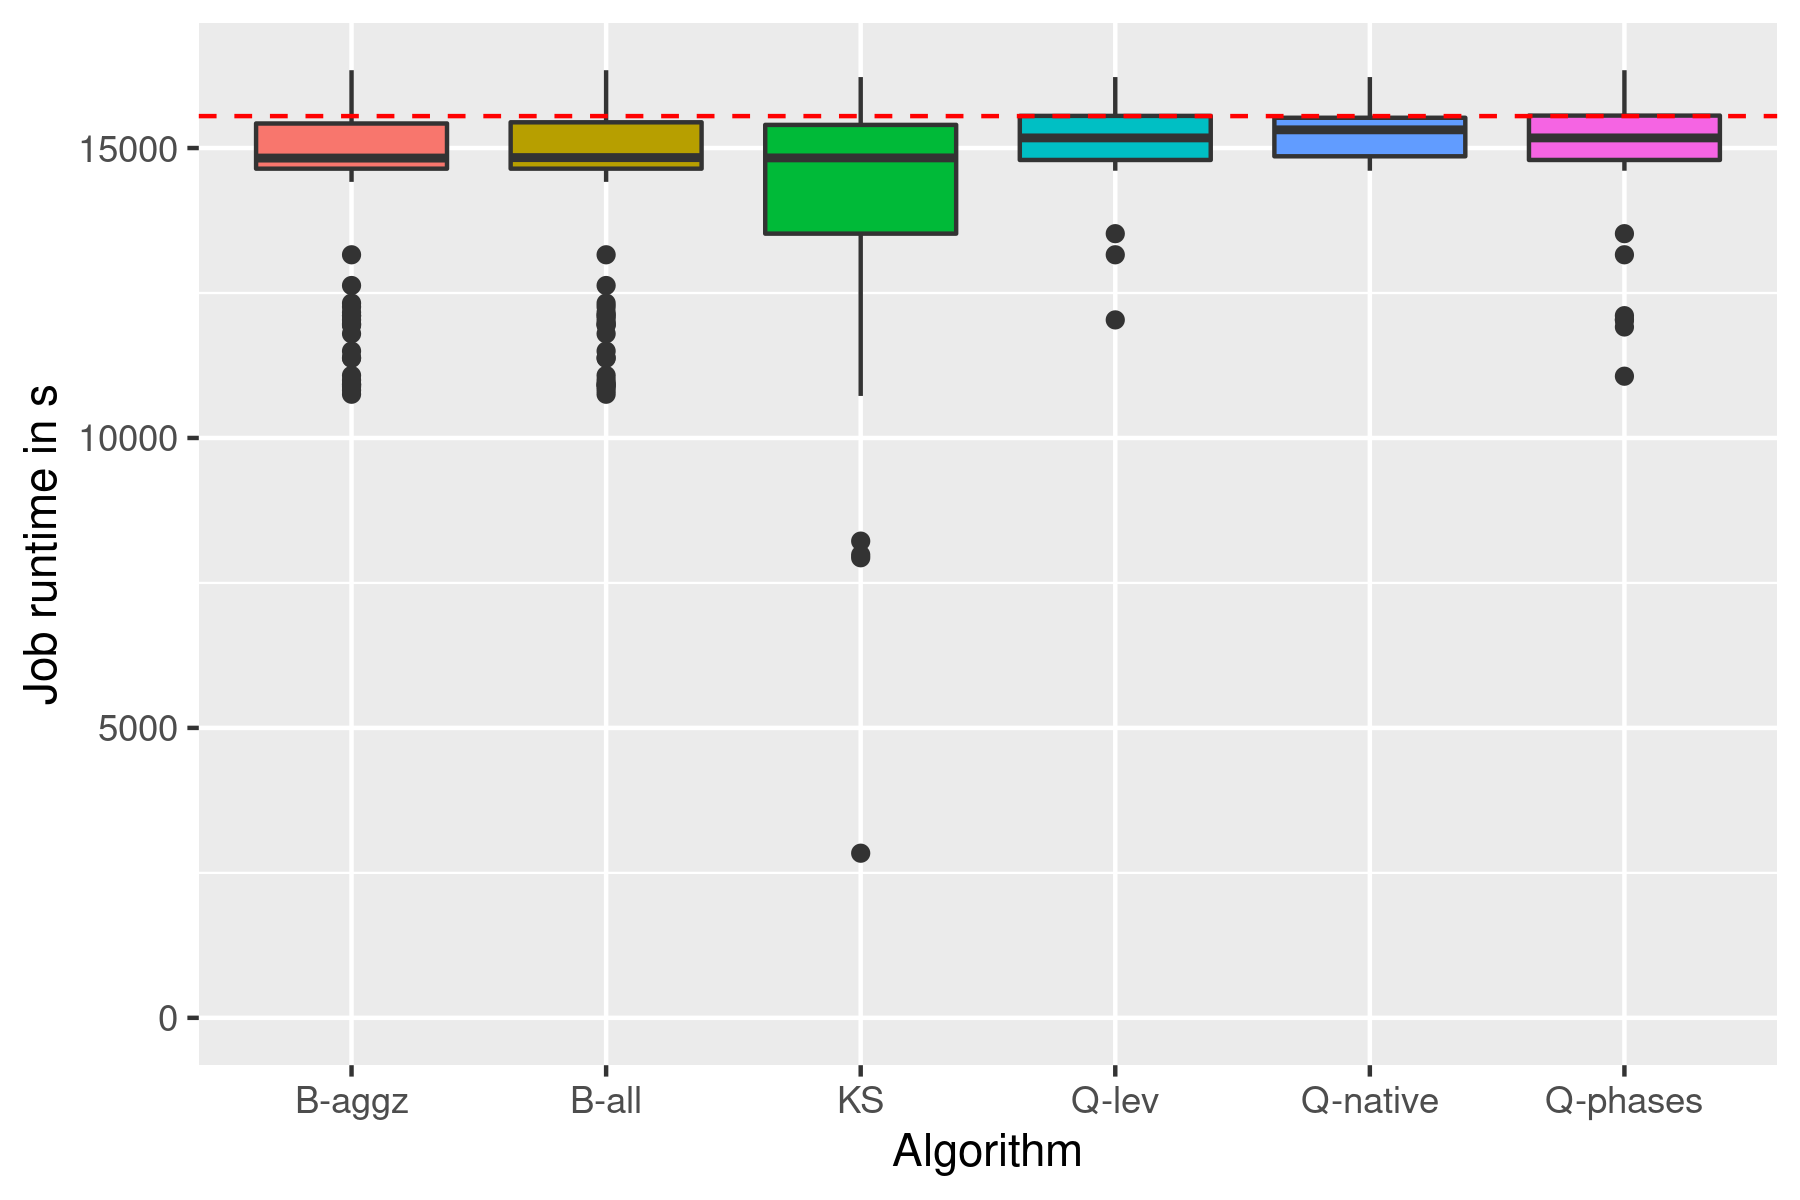 Job runtime in s
15000
10000
5000
0
B-aggz
B-all
KS
Q-lev
Q-native
Q-phases
Algorithm